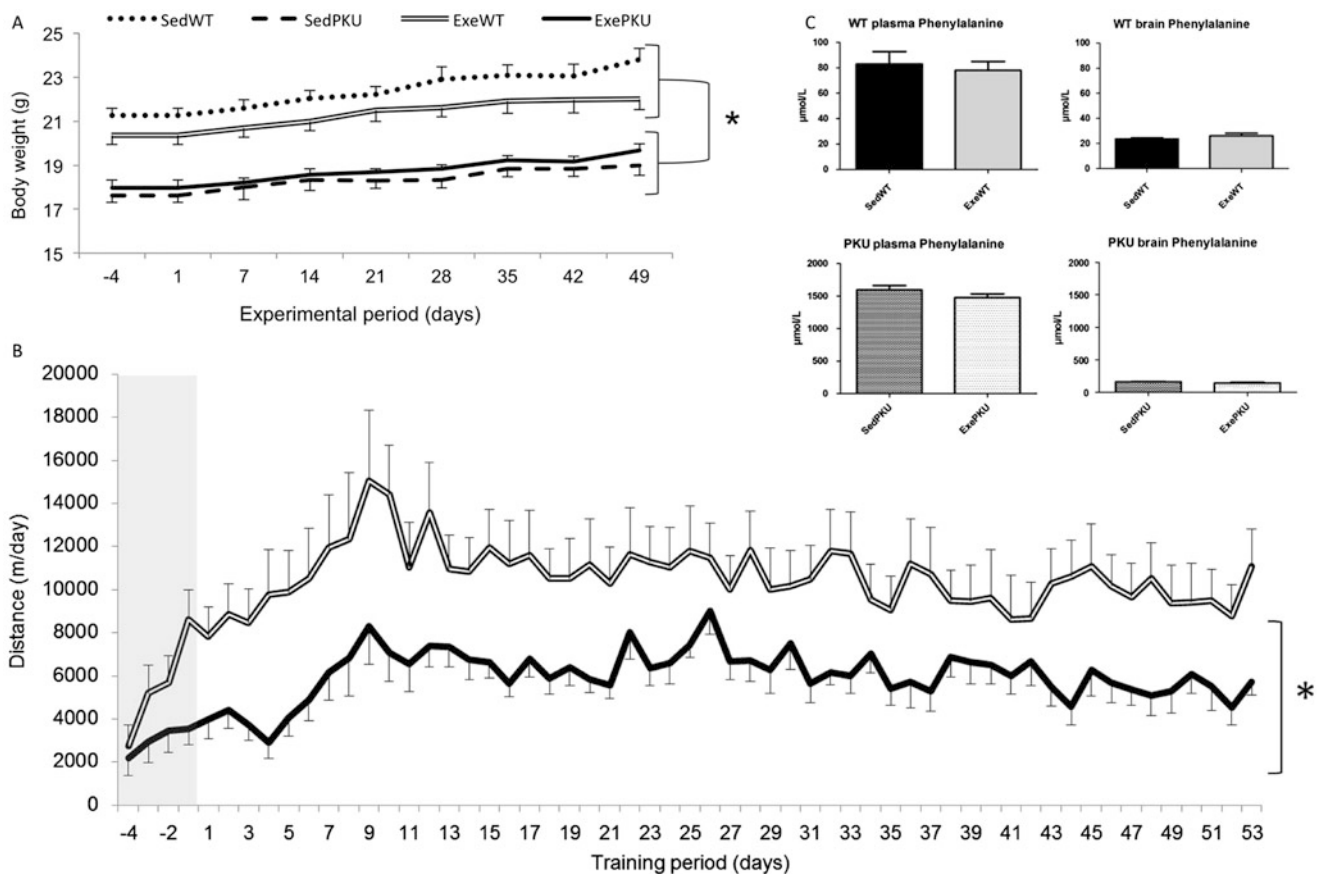 A
SedWT SedPKU ExeWT ExePKU
Body weight (g)
25
23
21
19
17
15
-4 1 7 14 21 28 35 42 49
Experimental period (days)
*
C
WT plasma Phenylalanine
µmol/L
100
80
60
40
20
0
SedWT ExeWT
WT brain Phenylalanine
µmol/L
100
80
60
40
20
0
SedWT ExeWT
PKU plasma Phenylalanine
µmol/L
2000
1500
1000
500
0
SedPKU ExePKU
PKU brain Phenylalanine
µmol/L
2000
1500
1000
500
0
SedPKU ExePKU
B
Distance (m/day)
20000
18000
16000
14000
12000
10000
8000
6000
4000
2000
0
-4 -2 1 3 5 7 9 11 13 15 17 19 21 23 25 27 29 31 33 35 37 39 41 43 45 47 49 51 53
Training period (days)
*